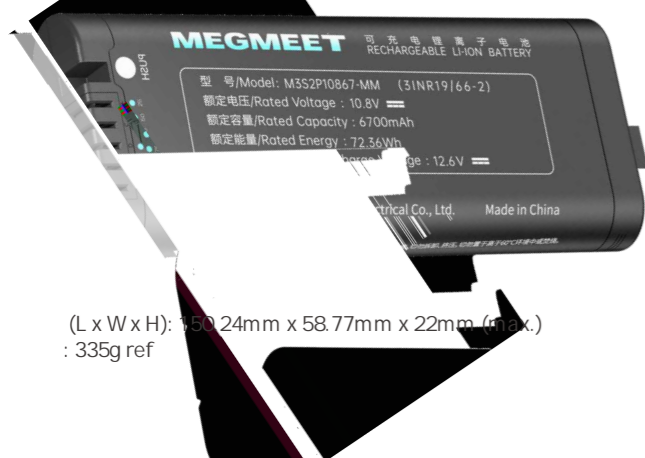 MEGMEET 可充电锂离子电池
RECHARGEABLE LI-ION BATTERY
PUSH
型 号/Model: M3S2P10867-MM (3INR19/66-2)
额定电压/Rated Voltage : 10.8V
额定容量/Rated Capacity : 6700mAh
额定能量/Rated Energy : 72.36Wh
: 12.6V
Co., Ltd. Made in China
(L x W x H): 150.24mm x 58.77mm x 22mm (max.)
: 335g ref